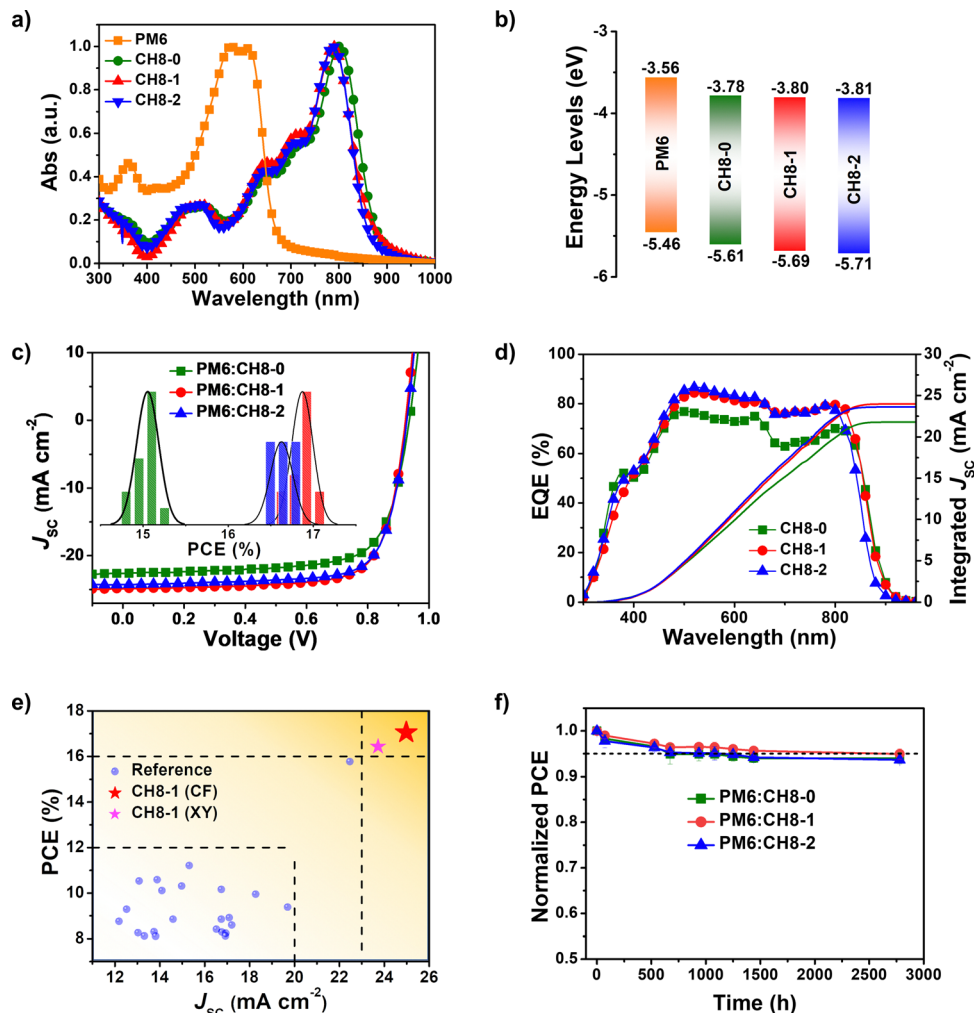 a)
PM6
CH8-0
CH8-1
CH8-2
Abs (a.u.)
1.0
0.8
0.6
0.4
0.2
0.0
300 400 500 600 700 800 900 1000
Wavelength (nm)
b)
Energy Levels (eV)
-3
-4
-5
-6
-3.56
-3.78
-3.80
-3.81
PM6
CH8-0
CH8-1
CH8-2
-5.46
-5.61
-5.69
-5.71
c)
PM6:CH8-0
PM6:CH8-1
PM6:CH8-2
J_SC (mA cm⁻²)
10
0
-10
-20
15 16 17
PCE (%)
0.0 0.2 0.4 0.6 0.8 1.0
Voltage (V)
d)
EQE (%)
100
80
60
40
20
0
CH8-0
CH8-1
CH8-2
30
25
20
15
10
5
0
Integrated J_SC (mA cm⁻²)
400 600 800
Wavelength (nm)
e)
PCE (%)
18
16
14
12
10
8
Reference
CH8-1 (CF)
CH8-1 (XY)
12 14 16 18 20 22 24 26
J_SC (mA cm⁻²)
f)
Normalized PCE
1.0
0.9
0.8
0.7
0.6
0.5
PM6:CH8-0
PM6:CH8-1
PM6:CH8-2
0 500 1000 1500 2000 2500 3000
Time (h)